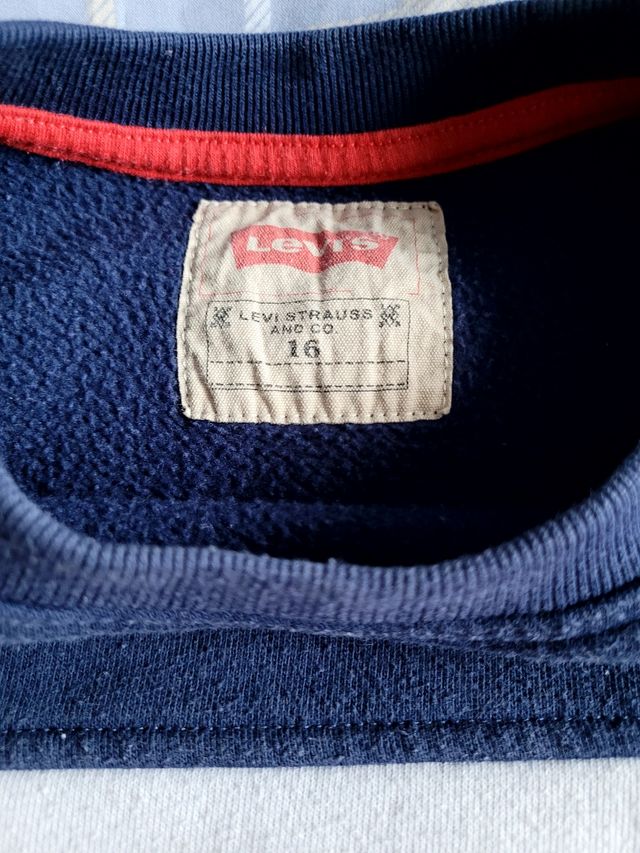 Levi's
LEVI STRAUSS
AND CO.
16